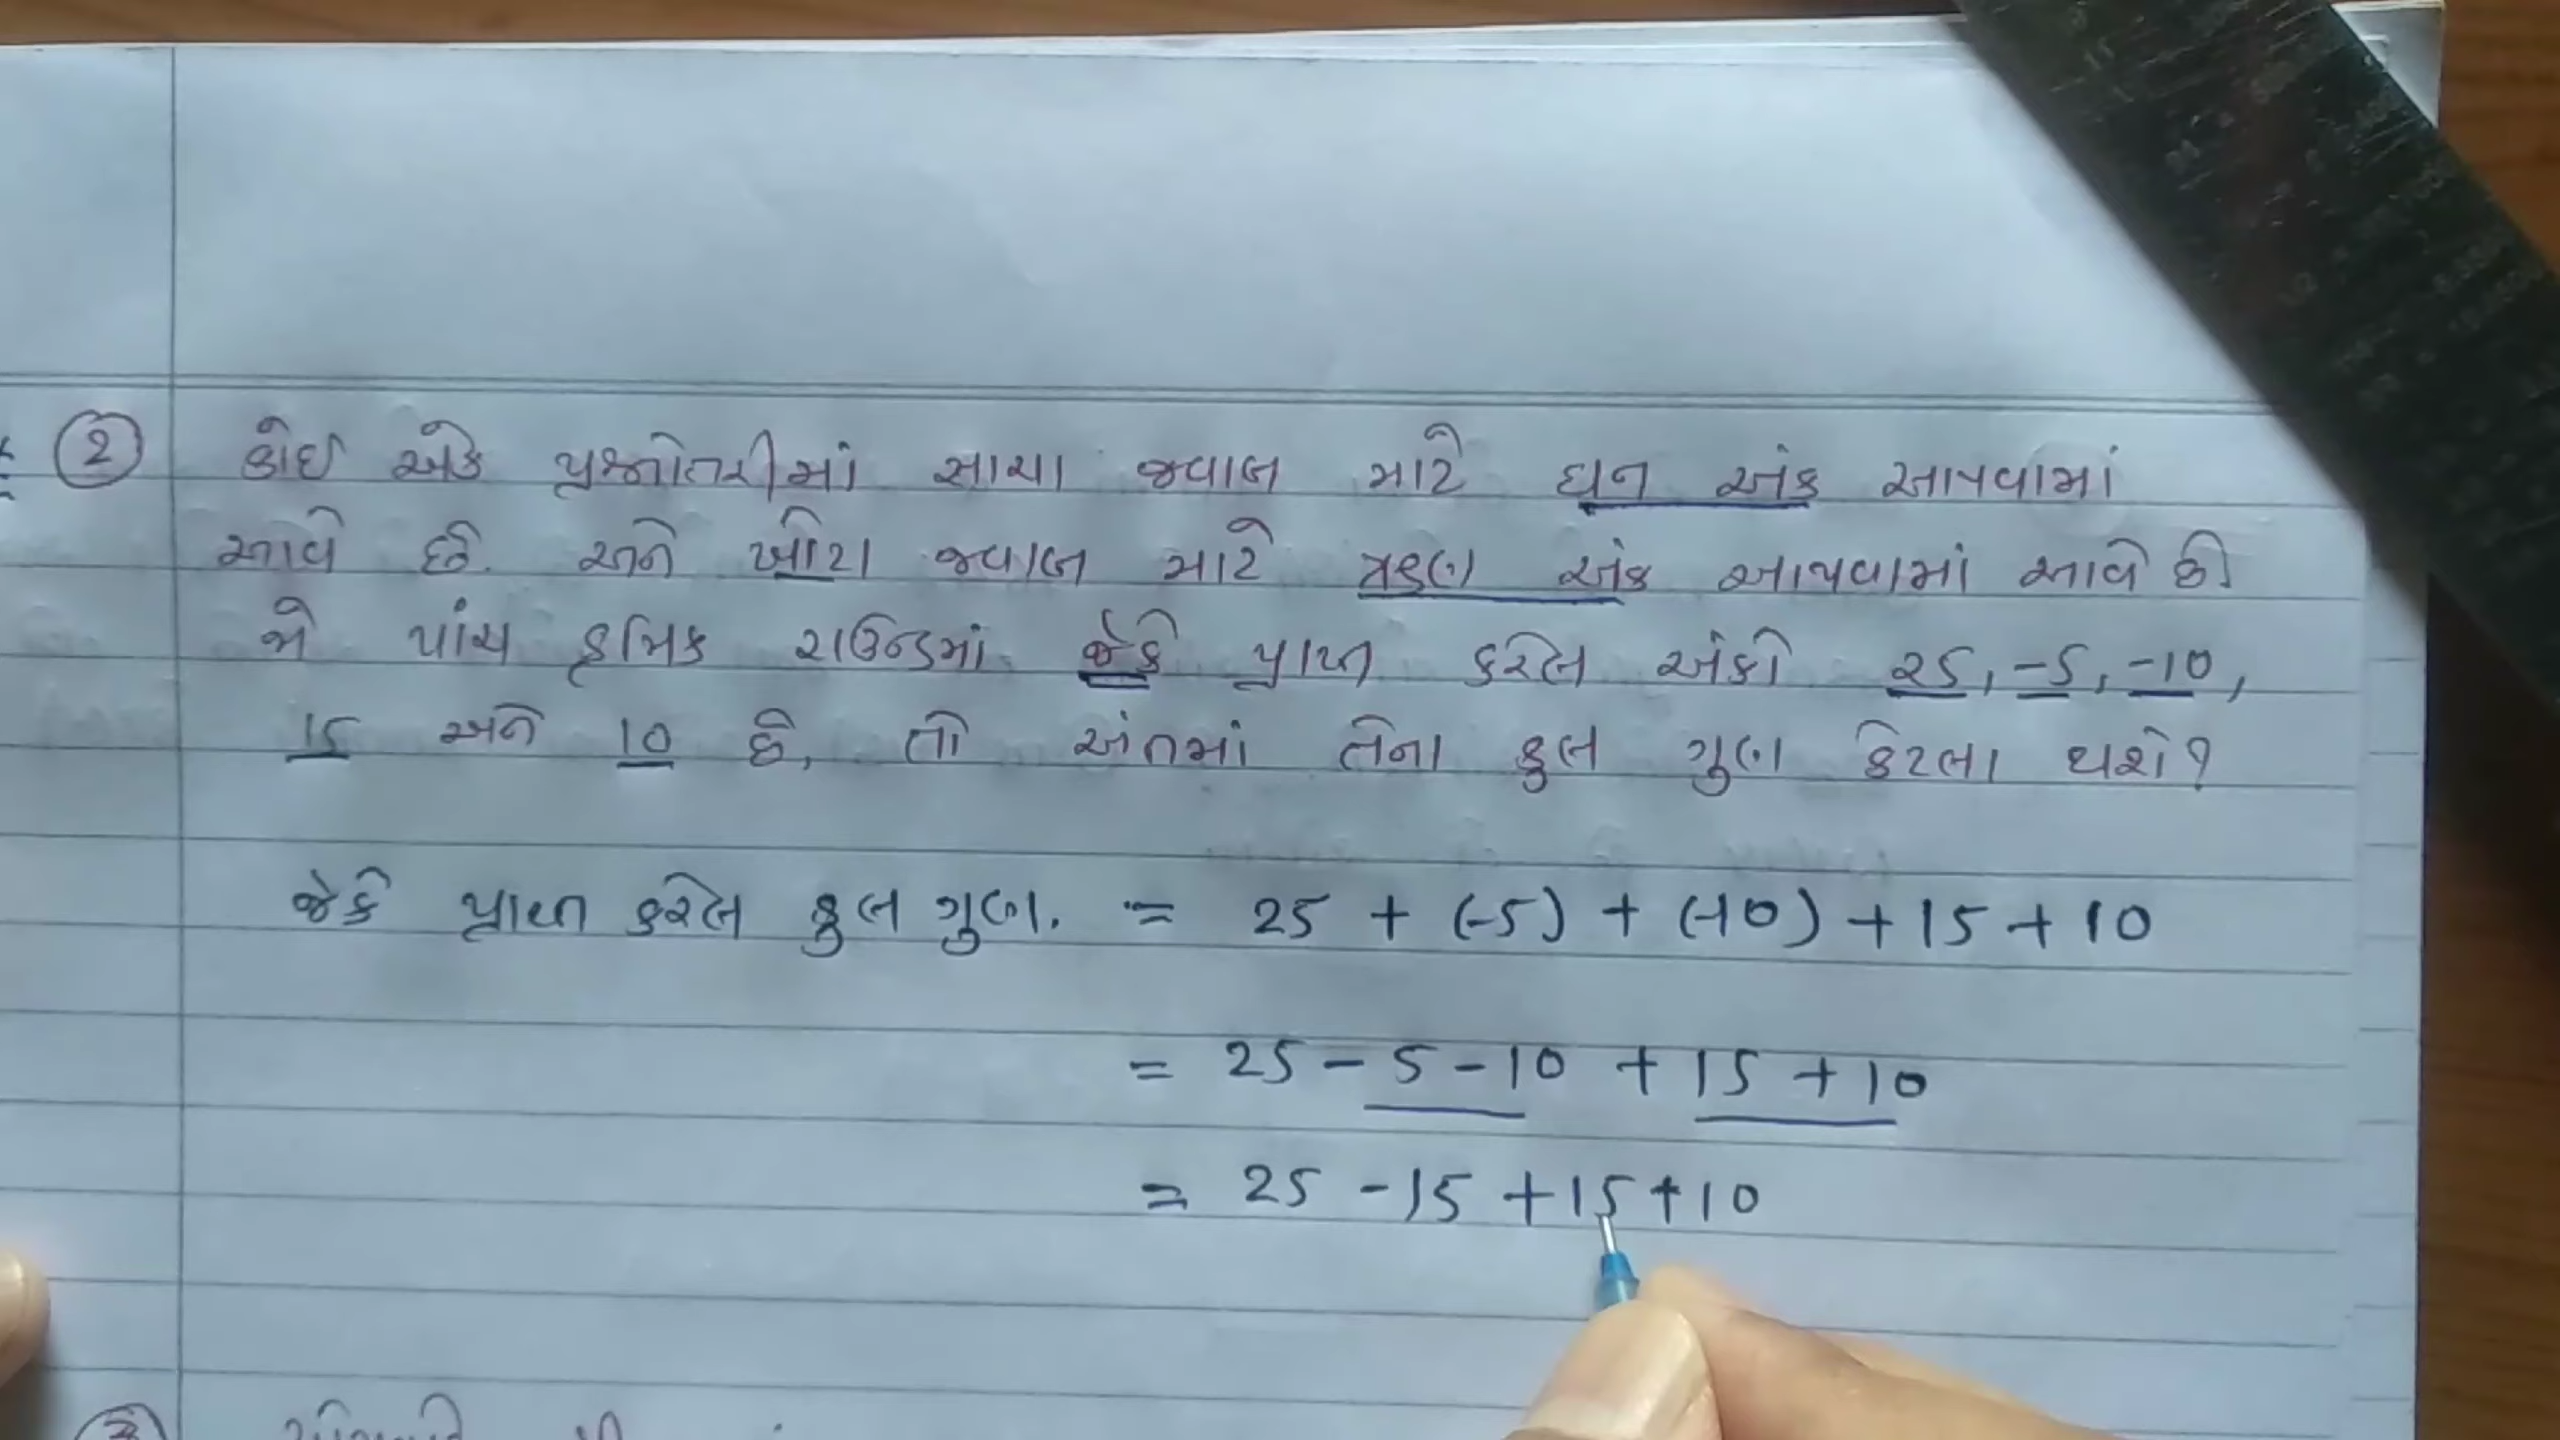 ② કોઈ એક પ્રશ્નોતરીમાં સાચા જવાબ માટે ધન અંક આપવામાં
આવે છે. અને ખોટા જવાબ માટે ત્રકણ અંક આપવામાં આવે છે
જો પાંચ ક્રમિક રાઉન્ડમાં જેક પ્રાપ્ત કરેલ અંકો ૨5, -5, -10,
15 અને 10 છે, તો અંતમાં તેના કુલ ગુણ કેટલા થશે?
જેકે પ્રાપ્ત કરેલ કુલ ગુણ. = 25 + (-5) + (-10) + 15 + 10
= 25 - 5 - 10 + 15 + 10
= 25 - 15 + 15 + 10